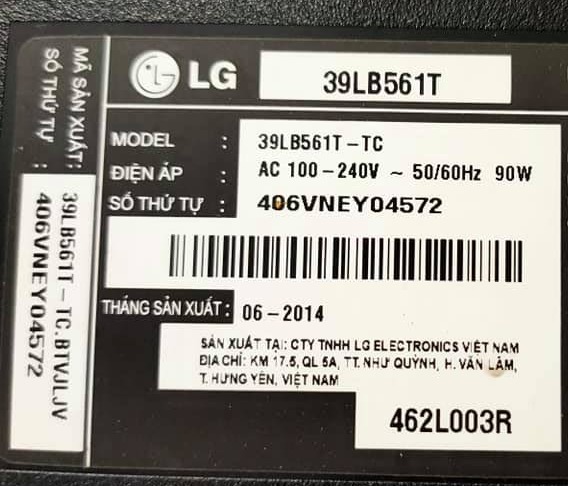 LG 39LB561T
MODEL : 39LB561T-TC
ĐIỆN ÁP : AC 100-240V ~ 50/60Hz 90W
SỐ THỨ TỰ : 406VNEY04572
THÁNG SẢN XUẤT : 06-2014
SẢN XUẤT TẠI: CTY TNHH LG ELECTRONICS VIỆT NAM
ĐỊA CHỈ: KM 17.5, QL 5A, TT. NHƯ QUỲNH, H. VĂN LÂM,
T. HƯNG YÊN, VIỆT NAM
462L003R
MÃ SẢN XUẤT: 39LB561T-TC.BTVJLJV
SỐ THỨ TỰ : 406VNEY04572